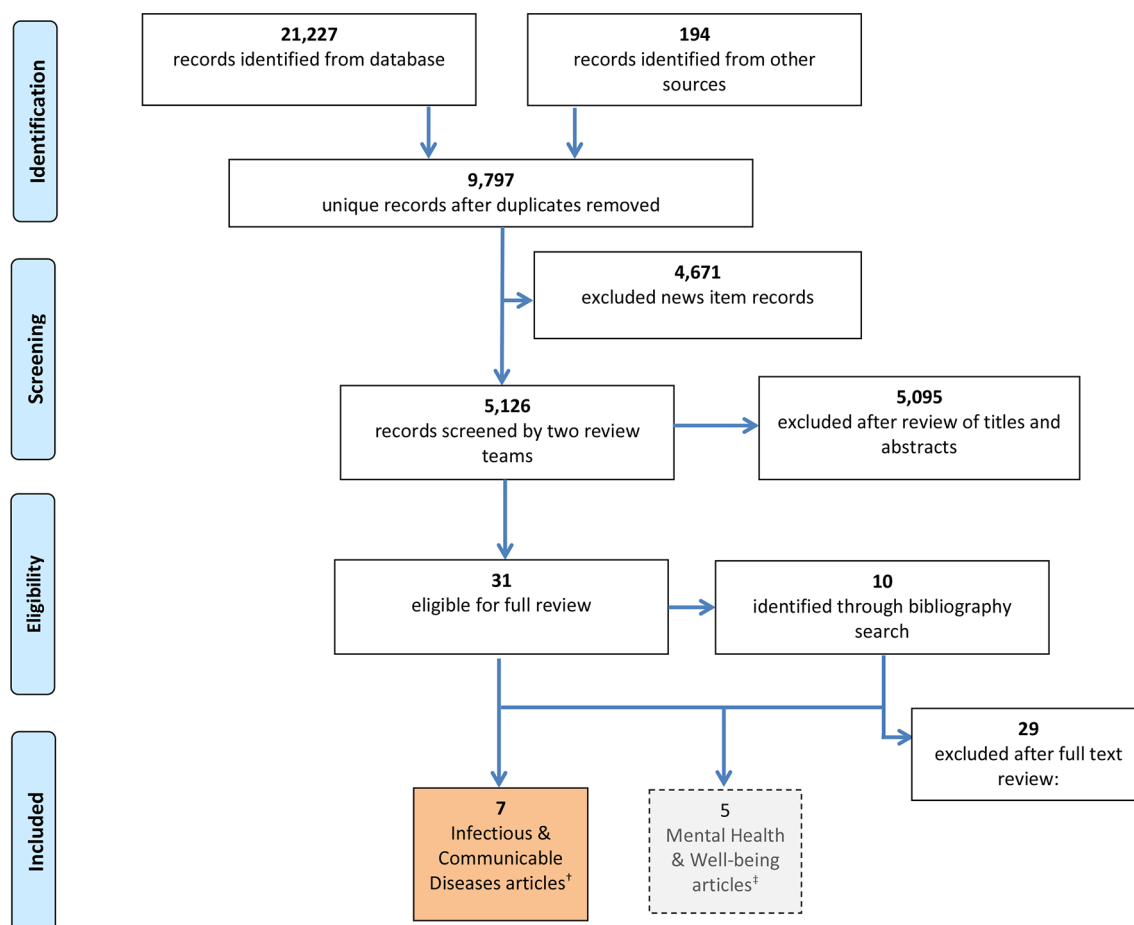 Identification
21,227
records identified from database
194
records identified from other
sources
9,797
unique records after duplicates removed
Screening
4,671
excluded news item records
5,126
records screened by two review
teams
5,095
excluded after review of titles and
abstracts
Eligibility
31
eligible for full review
10
identified through bibliography
search
29
excluded after full text
review:
Included
7
Infectious &
Communicable
Diseases articles†
5
Mental Health
& Well-being
articles‡